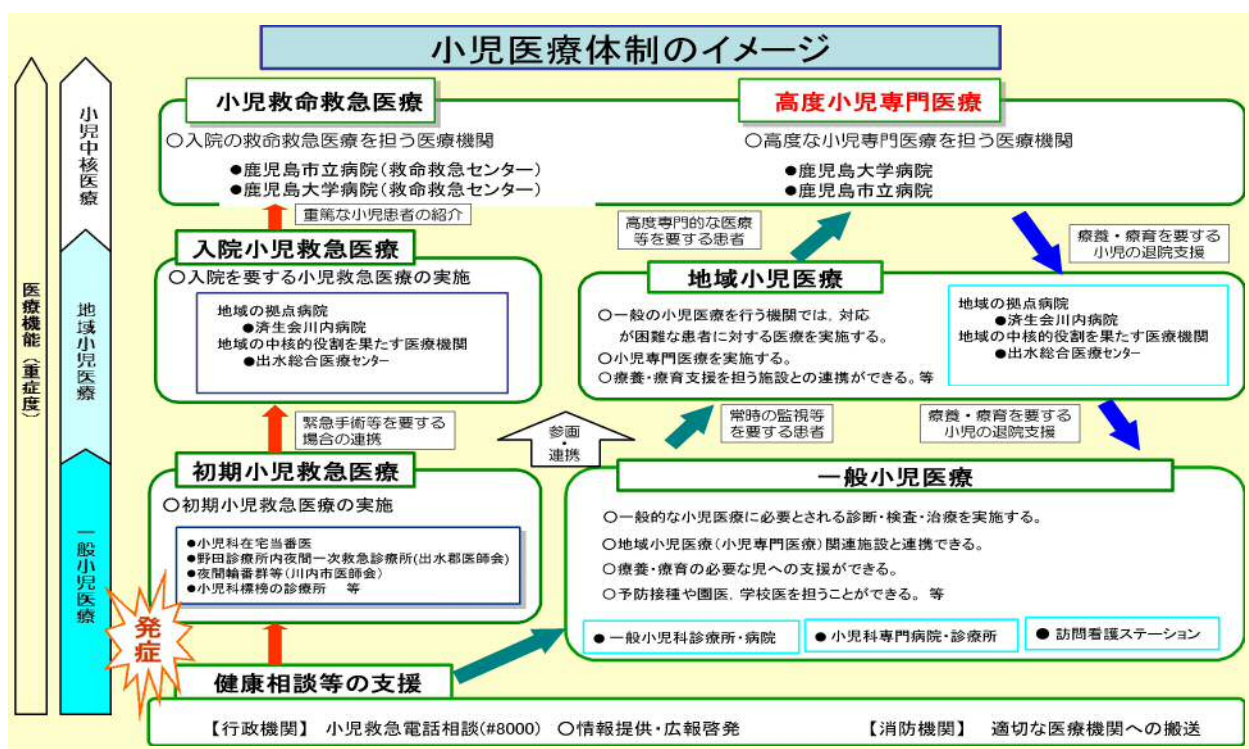 小児医療体制のイメージ
医療機能(重症度)
小児中核医療
地域小児医療
一般小児医療
小児救命救急医療
○入院の救命救急医療を担う医療機関
●鹿児島市立病院(救命救急センター)
●鹿児島大学病院(救命救急センター)
高度小児専門医療
○高度な小児専門医療を担う医療機関
●鹿児島大学病院
●鹿児島市立病院
重篤な小児患者の紹介
高度専門的な医療
等を要する患者
療養・療育を要する
小児の退院支援
入院小児救急医療
○入院を要する小児救急医療の実施
地域の拠点病院
●済生会川内病院
地域の中核的役割を果たす医療機関
●出水総合医療センター
地域小児医療
○一般の小児医療を行う機関では,対応
が困難な患者に対する医療を実施する。
○小児専門医療を実施する。
○療養・療育支援を担う施設との連携ができる。等
地域の拠点病院
●済生会川内病院
地域の中核的役割を果たす医療機関
●出水総合医療センター
緊急手術等を要する
場合の連携
参画
・
連携
常時の監視等
を要する患者
療養・療育を要する
小児の退院支援
初期小児救急医療
○初期小児救急医療の実施
●小児科在宅当番医
●野田診療所内夜間一次救急診療所(出水郡医師会)
●夜間輪番群等(川内市医師会)
●小児科標榜の診療所 等
一般小児医療
○一般的な小児医療に必要とされる診断・検査・治療を実施する。
○地域小児医療(小児専門医療)関連施設と連携できる。
○療養・療育の必要な児への支援ができる。
○予防接種や園医,学校医を担うことができる。 等
● 一般小児科診療所・病院
● 小児科専門病院・診療所
● 訪問看護ステーション
発
症
健康相談等の支援
【行政機関】 小児救急電話相談(#8000) ○情報提供・広報啓発
【消防機関】 適切な医療機関への搬送